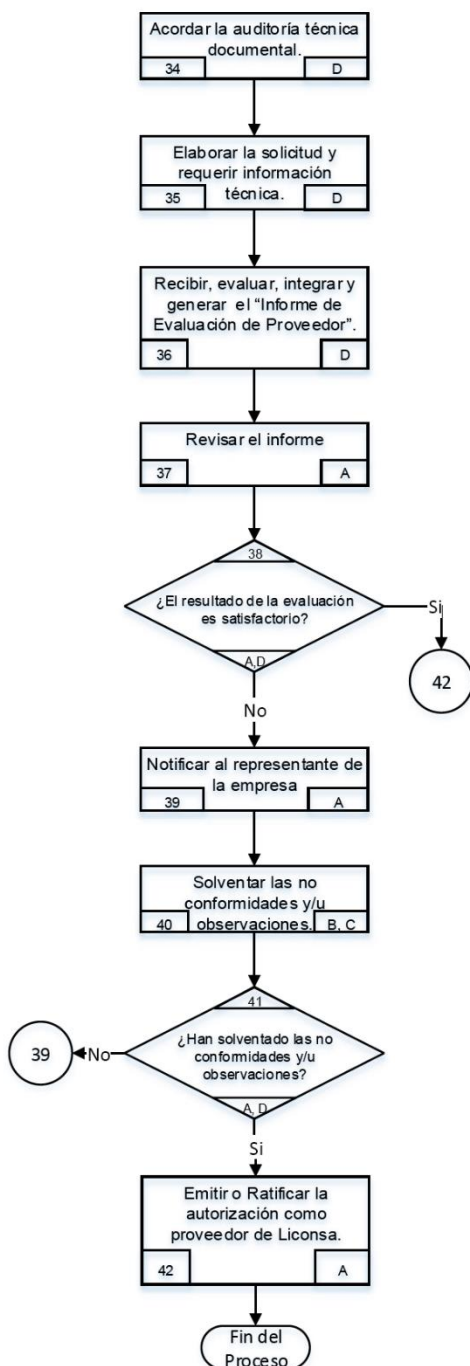 Acordar la auditoría técnica
documental.
34 D
Elaborar la solicitud y
requerir información
técnica.
35 D
Recibir, evaluar, integrar y
generar el “Informe de
Evaluación de Proveedor”.
36 D
Revisar el informe
37 A
38
¿El resultado de la evaluación
es satisfactorio?
A,D
Si
42
No
Notificar al representante de
la empresa
39 A
Solventar las no
conformidades y/u
observaciones.
40 B, C
41
¿Han solventado las no
conformidades y/u
observaciones?
A, D
No
39
Si
Emitir o Ratificar la
autorización como
proveedor de Liconsa.
42 A
Fin del
Proceso